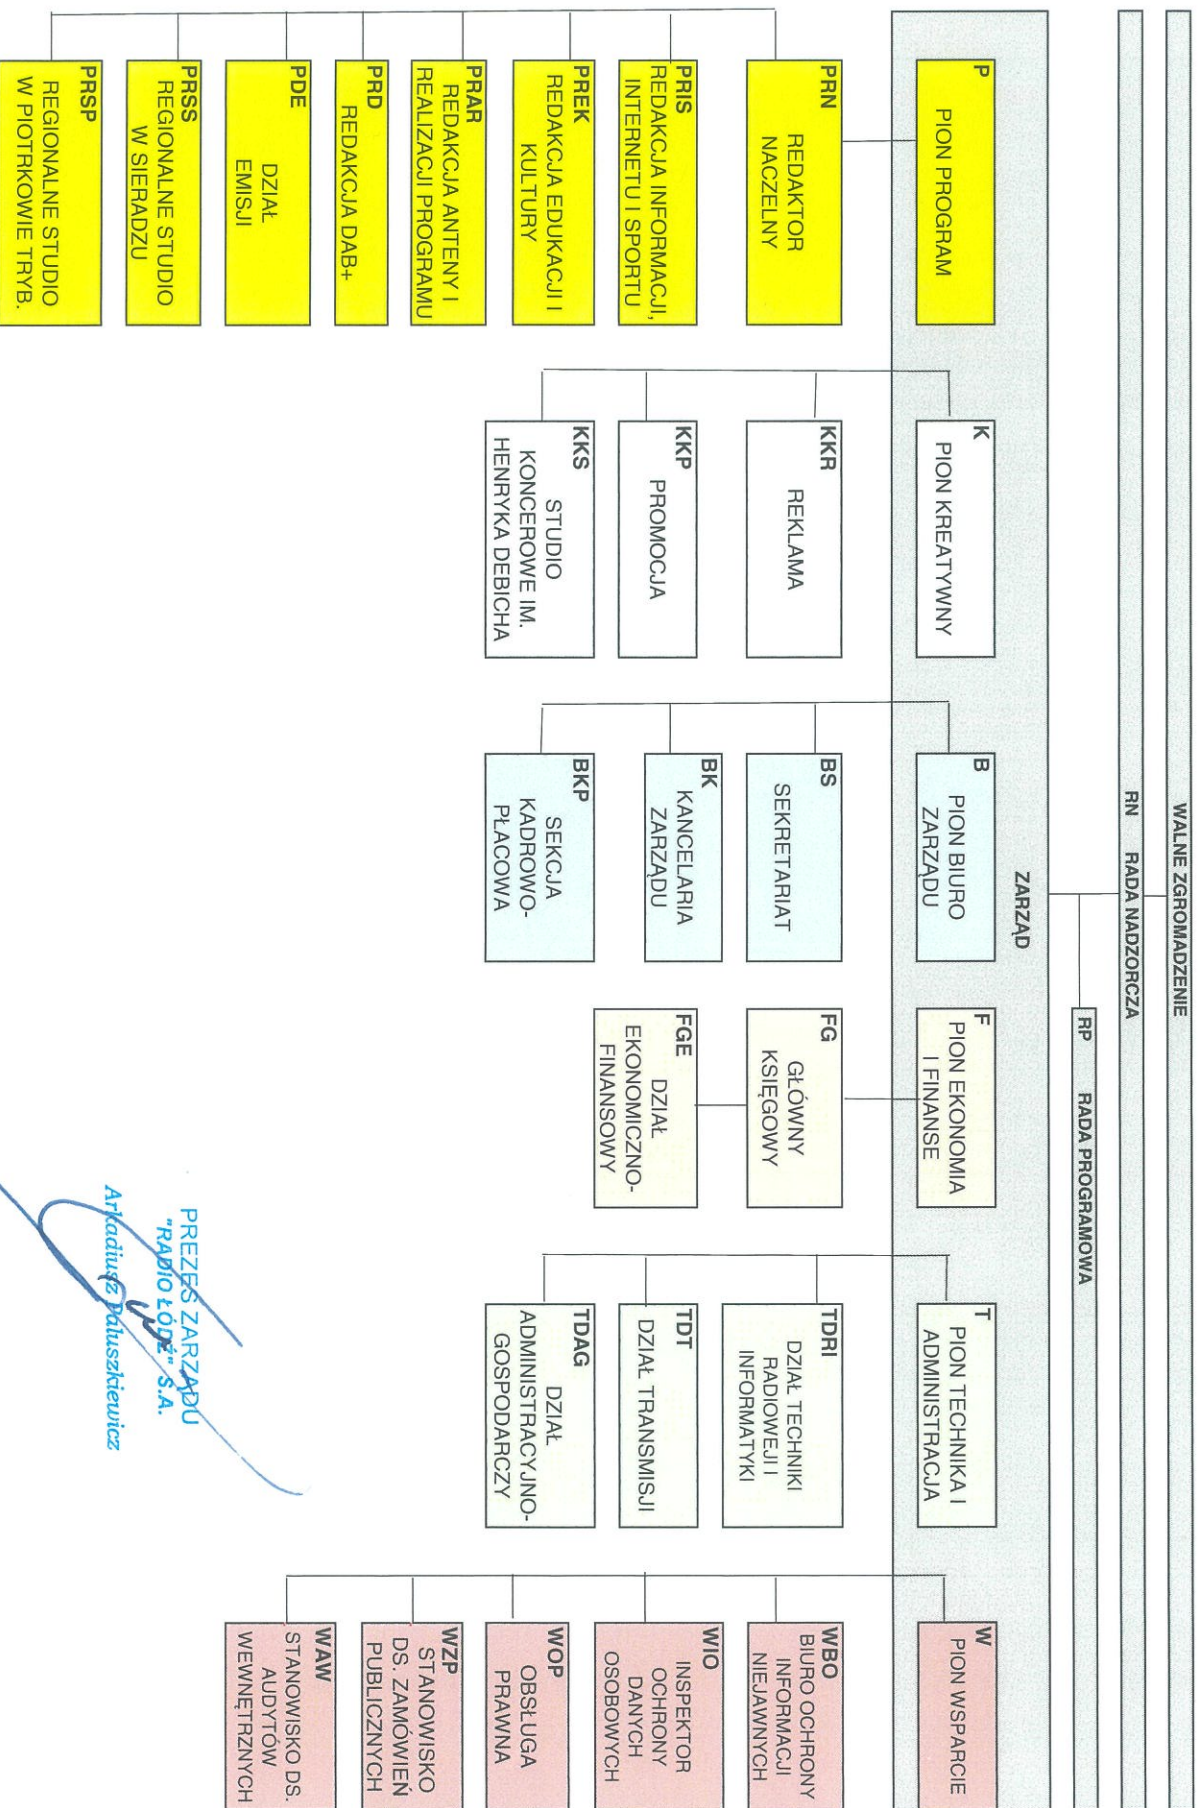 WALNE ZGROMADZENIE
RN RADA NADZORCZA
RP RADA PROGRAMOWA
ZARZĄD
P
PION PROGRAM
PRN
REDAKTOR
NACZELNY
PRIS
REDAKCJA INFORMACJI,
INTERNETU I SPORTU
PREK
REDAKCJA EDUKACJI I
KULTURY
PRAR
REDAKCJA ANTENY I
REALIZACJI PROGRAMU
PRD
REDAKCJA DAB+
PDE
DZIAŁ
EMISJI
PRSS
REGIONALNE STUDIO
W SIERADZU
PRSP
REGIONALNE STUDIO
W PIOTRKOWIE TRYB.
K
PION KREATYWNY
KKR
REKLAMA
KKP
PROMOCJA
KKS
STUDIO
KONCEROWE IM.
HENRYKA DEBICHA
B
PION BIURO
ZARZĄDU
BS
SEKRETARIAT
BK
KANCELARIA
ZARZĄDU
BKP
SEKCJA
KADROWO-
PŁACOWA
F
PION EKONOMIA
I FINANSE
FG
GŁÓWNY
KSIĘGOWY
FGE
DZIAŁ
EKONOMICZNO-
FINANSOWY
T
PION TECHNIKA I
ADMINISTRACJA
TDRI
DZIAŁ TECHNIKI
RADIOWEJ I
INFORMATYKI
TDT
DZIAŁ TRANSMISJI
TDAG
DZIAŁ
ADMINISTRACYJNO-
GOSPODARCZY
W
PION WSPARCIE
WBO
BIURO OCHRONY
INFORMACJI
NIEJAWNYCH
WIO
INSPEKTOR
OCHRONY
DANYCH
OSOBOWYCH
WOP
OBSŁUGA
PRAWNA
WZP
STANOWISKO
DS. ZAMÓWIEŃ
PUBLICZNYCH
WAW
STANOWISKO DS.
AUDYTÓW
WEWNĘTRZNYCH
PREZES ZARZĄDU
"RADIO ŁÓDŹ" S.A.
Arkadiusz Paluszkiewicz